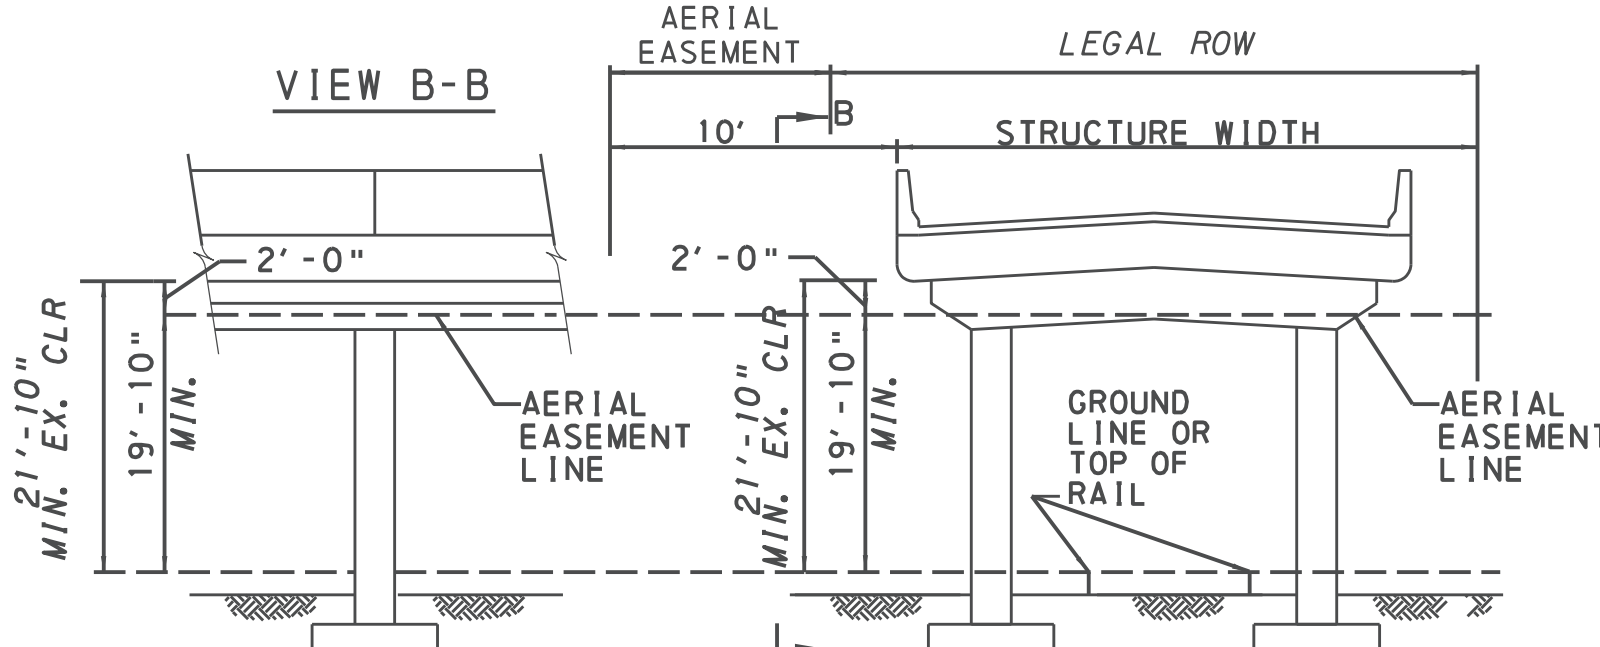 AERIAL
EASEMENT
LEGAL ROW
VIEW B-B
B
10'
STRUCTURE WIDTH
2'-0"
2'-0"
21'-10"
MIN. EX. CLR
19'-10"
MIN.
21'-10"
MIN. EX. CLR
19'-10"
MIN.
AERIAL
EASEMENT
LINE
GROUND
LINE OR
TOP OF
RAIL
AERIAL
EASEMENT
LINE